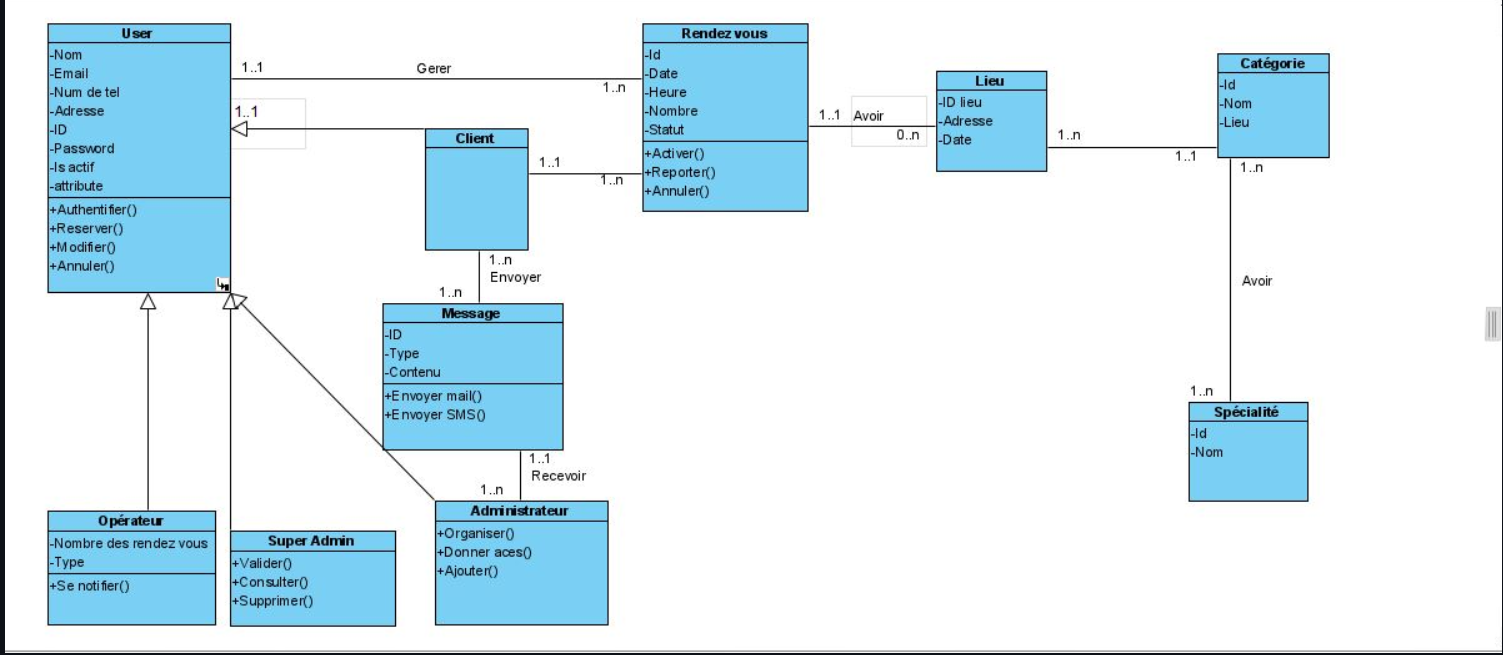 User
-Nom
-Email
-Num de tel
-Adresse
-ID
-Password
-Is actif
-attribute
+Authentifier()
+Reserver()
+Modifier()
+Annuler()
1..1
Gerer
1..n
1..1
Client
1..1
1..n
Rendez vous
-Id
-Date
-Heure
-Nombre
-Statut
+Activer()
+Reporter()
+Annuler()
1..1
Avoir
0..n
Lieu
-ID lieu
-Adresse
-Date
1..n
1..1
Catégorie
-Id
-Nom
-Lieu
1..n
Avoir
1..n
Spécialité
-Id
-Nom
1..n
Envoyer
1..n
Message
-ID
-Type
-Contenu
+Envoyer mail()
+Envoyer SMS()
1..1
Recevoir
1..n
Opérateur
-Nombre des rendez vous
-Type
+Se notifier()
Super Admin
+Valider()
+Consulter()
+Supprimer()
Administrateur
+Organiser()
+Donner aces()
+Ajouter()